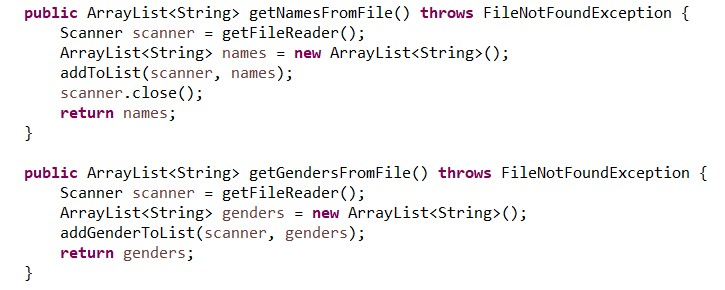 public ArrayList<String> getNamesFromFile() throws FileNotFoundException {
    Scanner scanner = getFileReader();
    ArrayList<String> names = new ArrayList<String>();
    addToList(scanner, names);
    scanner.close();
    return names;
}

public ArrayList<String> getGendersFromFile() throws FileNotFoundException {
    Scanner scanner = getFileReader();
    ArrayList<String> genders = new ArrayList<String>();
    addGenderToList(scanner, genders);
    return genders;
}